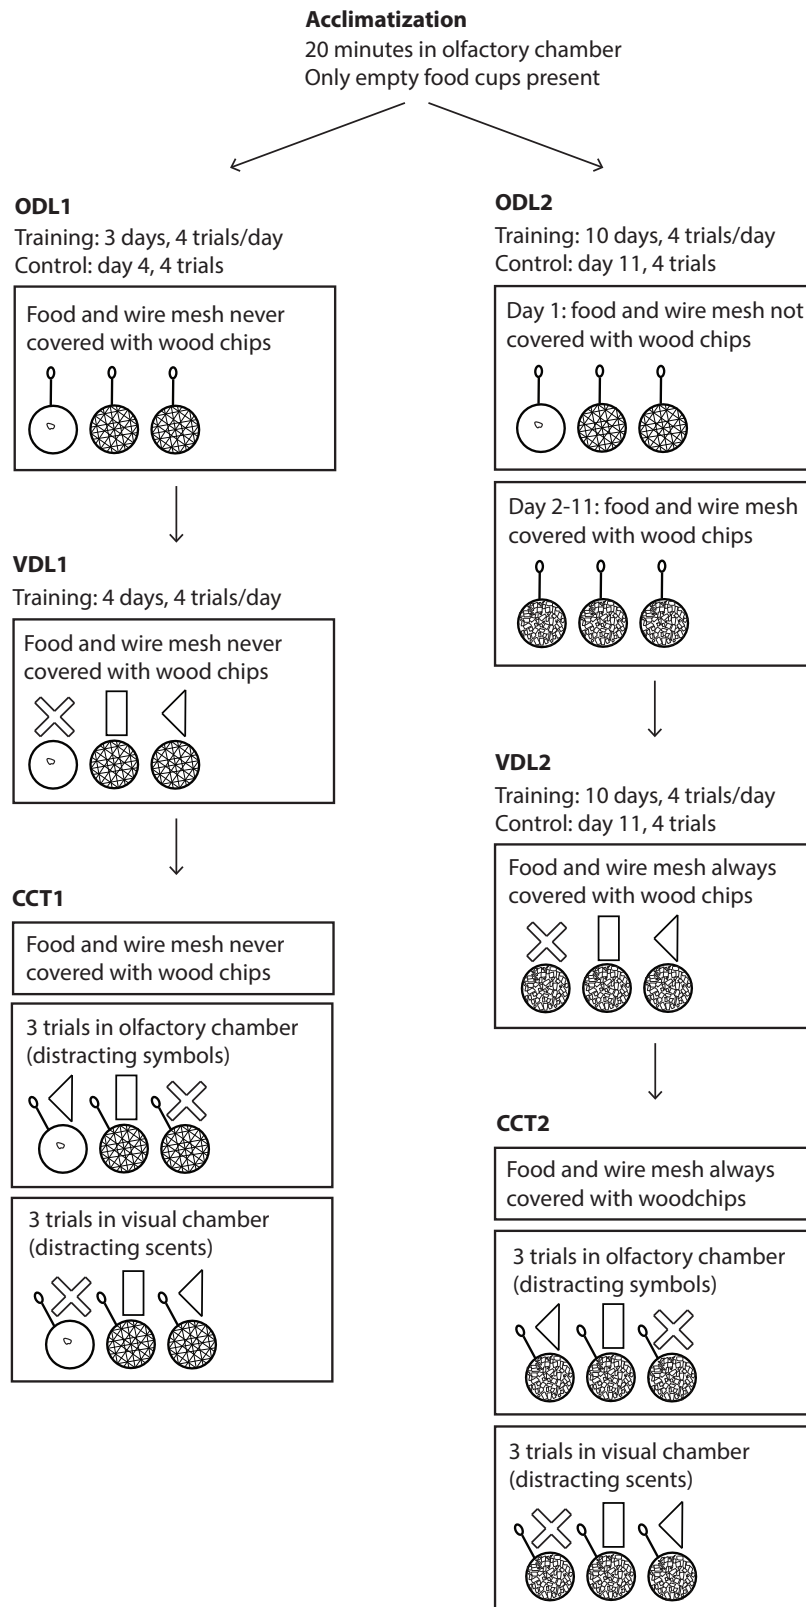 Acclimatization
20 minutes in olfactory chamber
Only empty food cups present
ODL1
Training: 3 days, 4 trials/day
Control: day 4, 4 trials
Food and wire mesh never
covered with wood chips
VDL1
Training: 4 days, 4 trials/day
Food and wire mesh never
covered with wood chips
CCT1
Food and wire mesh never
covered with wood chips
3 trials in olfactory chamber
(distracting symbols)
3 trials in visual chamber
(distracting scents)
ODL2
Training: 10 days, 4 trials/day
Control: day 11, 4 trials
Day 1: food and wire mesh not
covered with wood chips
Day 2-11: food and wire mesh
covered with wood chips
VDL2
Training: 10 days, 4 trials/day
Control: day 11, 4 trials
Food and wire mesh always
covered with wood chips
CCT2
Food and wire mesh always
covered with woodchips
3 trials in olfactory chamber
(distracting symbols)
3 trials in visual chamber
(distracting scents)